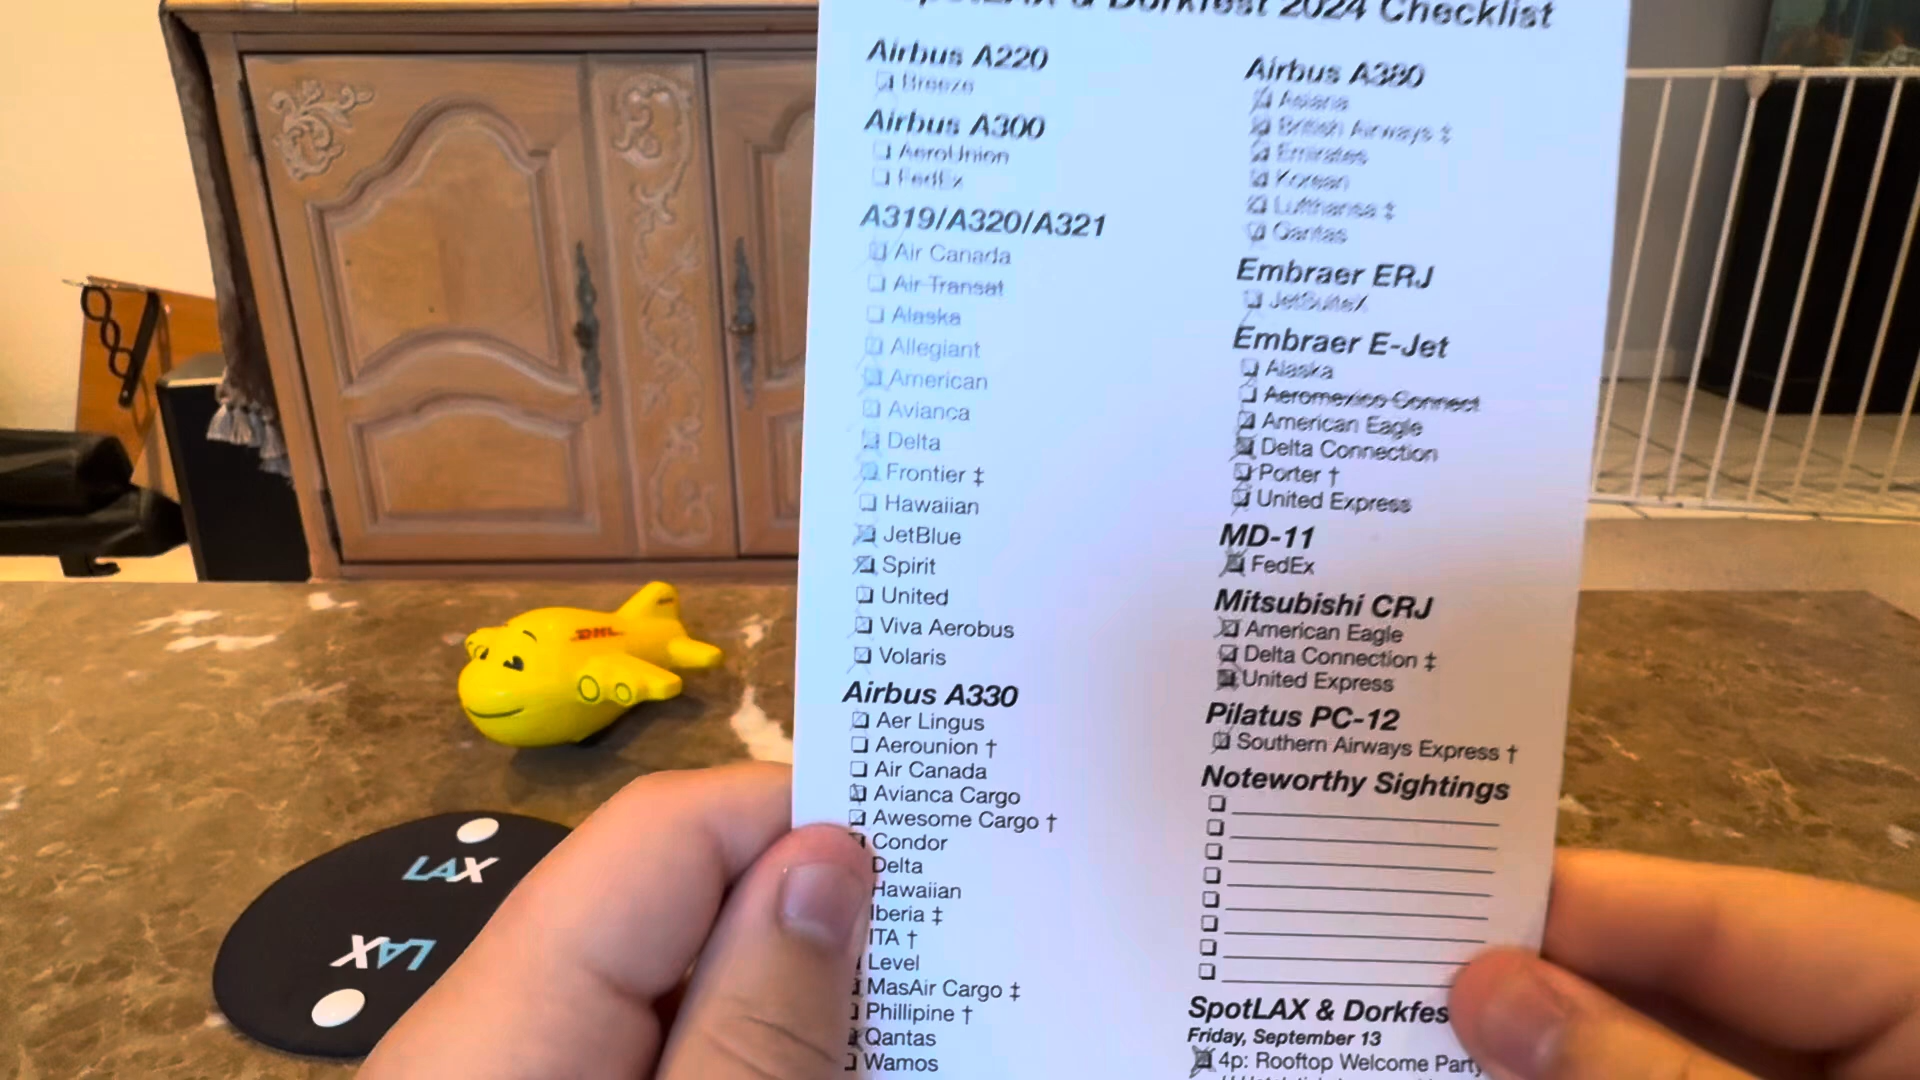 SpotLAX & Dorkfest 2024 Checklist
Airbus A220
Breeze
Airbus A300
AeroUnion
FedEx
A319/A320/A321
Air Canada
Air Transat
Alaska
Allegiant
American
Avianca
Delta
Frontier ‡
Hawaiian
JetBlue
Spirit
United
Viva Aerobus
Volaris
Airbus A330
Aer Lingus
Aerounion †
Air Canada
Avianca Cargo
Awesome Cargo †
Condor
Delta
Hawaiian
Iberia ‡
ITA †
Level
MasAir Cargo ‡
Phillipine †
Qantas
Wamos
Airbus A380
Asiana
British Airways ‡
Emirates
Korean
Lufthansa ‡
Qantas
Embraer ERJ
JetSuiteX
Embraer E-Jet
Alaska
Aeromexico Connect
American Eagle
Delta Connection
Porter †
United Express
MD-11
FedEx
Mitsubishi CRJ
American Eagle
Delta Connection ‡
United Express
Pilatus PC-12
Southern Airways Express †
Noteworthy Sightings
SpotLAX & Dorkfes
Friday, September 13
4p: Rooftop Welcome Party
DHL
LAX
LAX